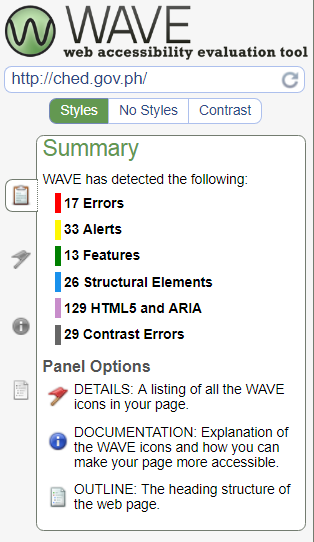 WAVE
web accessibility evaluation tool
http://ched.gov.ph/
Styles No Styles Contrast
Summary
WAVE has detected the following:
17 Errors
33 Alerts
13 Features
26 Structural Elements
129 HTML5 and ARIA
29 Contrast Errors
Panel Options
DETAILS: A listing of all the WAVE
icons in your page.
DOCUMENTATION: Explanation of
the WAVE icons and how you can
make your page more accessible.
OUTLINE: The heading structure of
the web page.